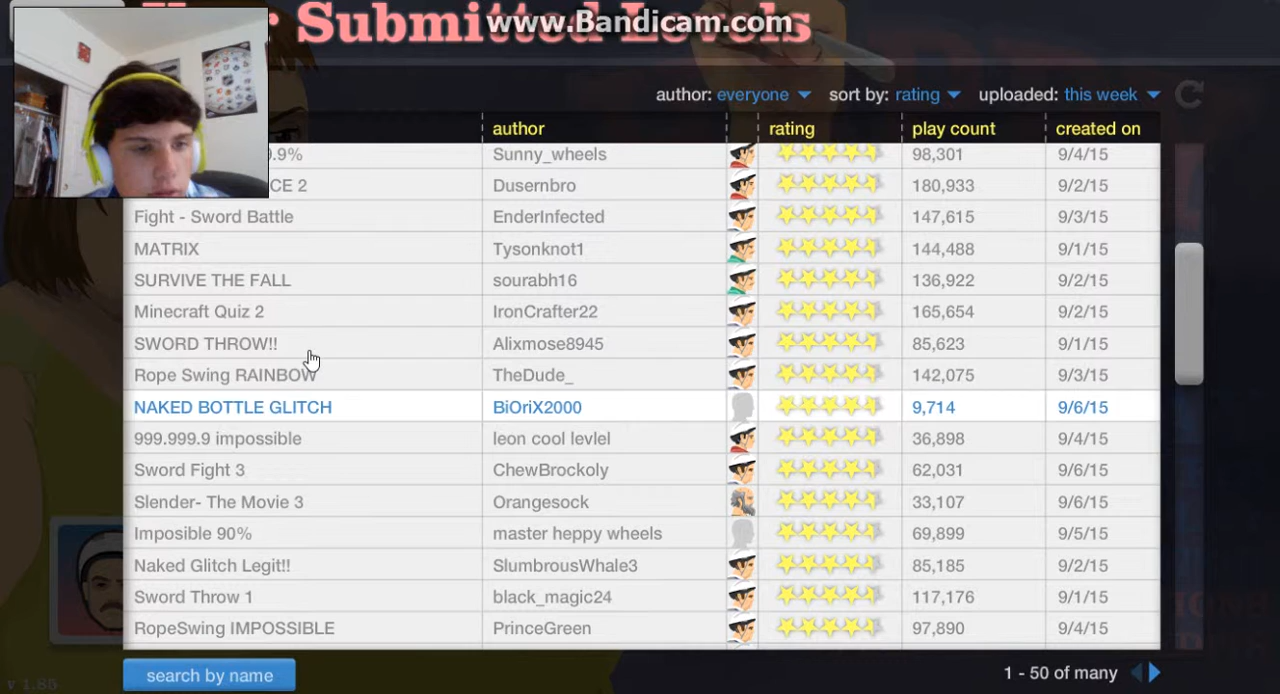 User Submitted Levels
www.Bandicam.com
author: everyone sort by: rating uploaded: this week
author rating play count created on
9.9% Sunny_wheels 98,301 9/4/15
CE 2 Dusernbro 180,933 9/2/15
Fight - Sword Battle EnderInfected 147,615 9/3/15
MATRIX Tysonknot1 144,488 9/1/15
SURVIVE THE FALL sourabh16 136,922 9/2/15
Minecraft Quiz 2 IronCrafter22 165,654 9/2/15
SWORD THROW!! Alixmose8945 85,623 9/1/15
Rope Swing RAINBOW TheDude_ 142,075 9/3/15
NAKED BOTTLE GLITCH BiOriX2000 9,714 9/6/15
999.999.9 impossible leon cool levlel 36,898 9/4/15
Sword Fight 3 ChewBrockoly 62,031 9/6/15
Slender- The Movie 3 Orangesock 33,107 9/6/15
Imposible 90% master heppy wheels 69,899 9/5/15
Naked Glitch Legit!! SlumbrousWhale3 85,185 9/2/15
Sword Throw 1 black_magic24 117,176 9/1/15
RopeSwing IMPOSSIBLE PrinceGreen 97,890 9/4/15
search by name 1 - 50 of many
v 1.85